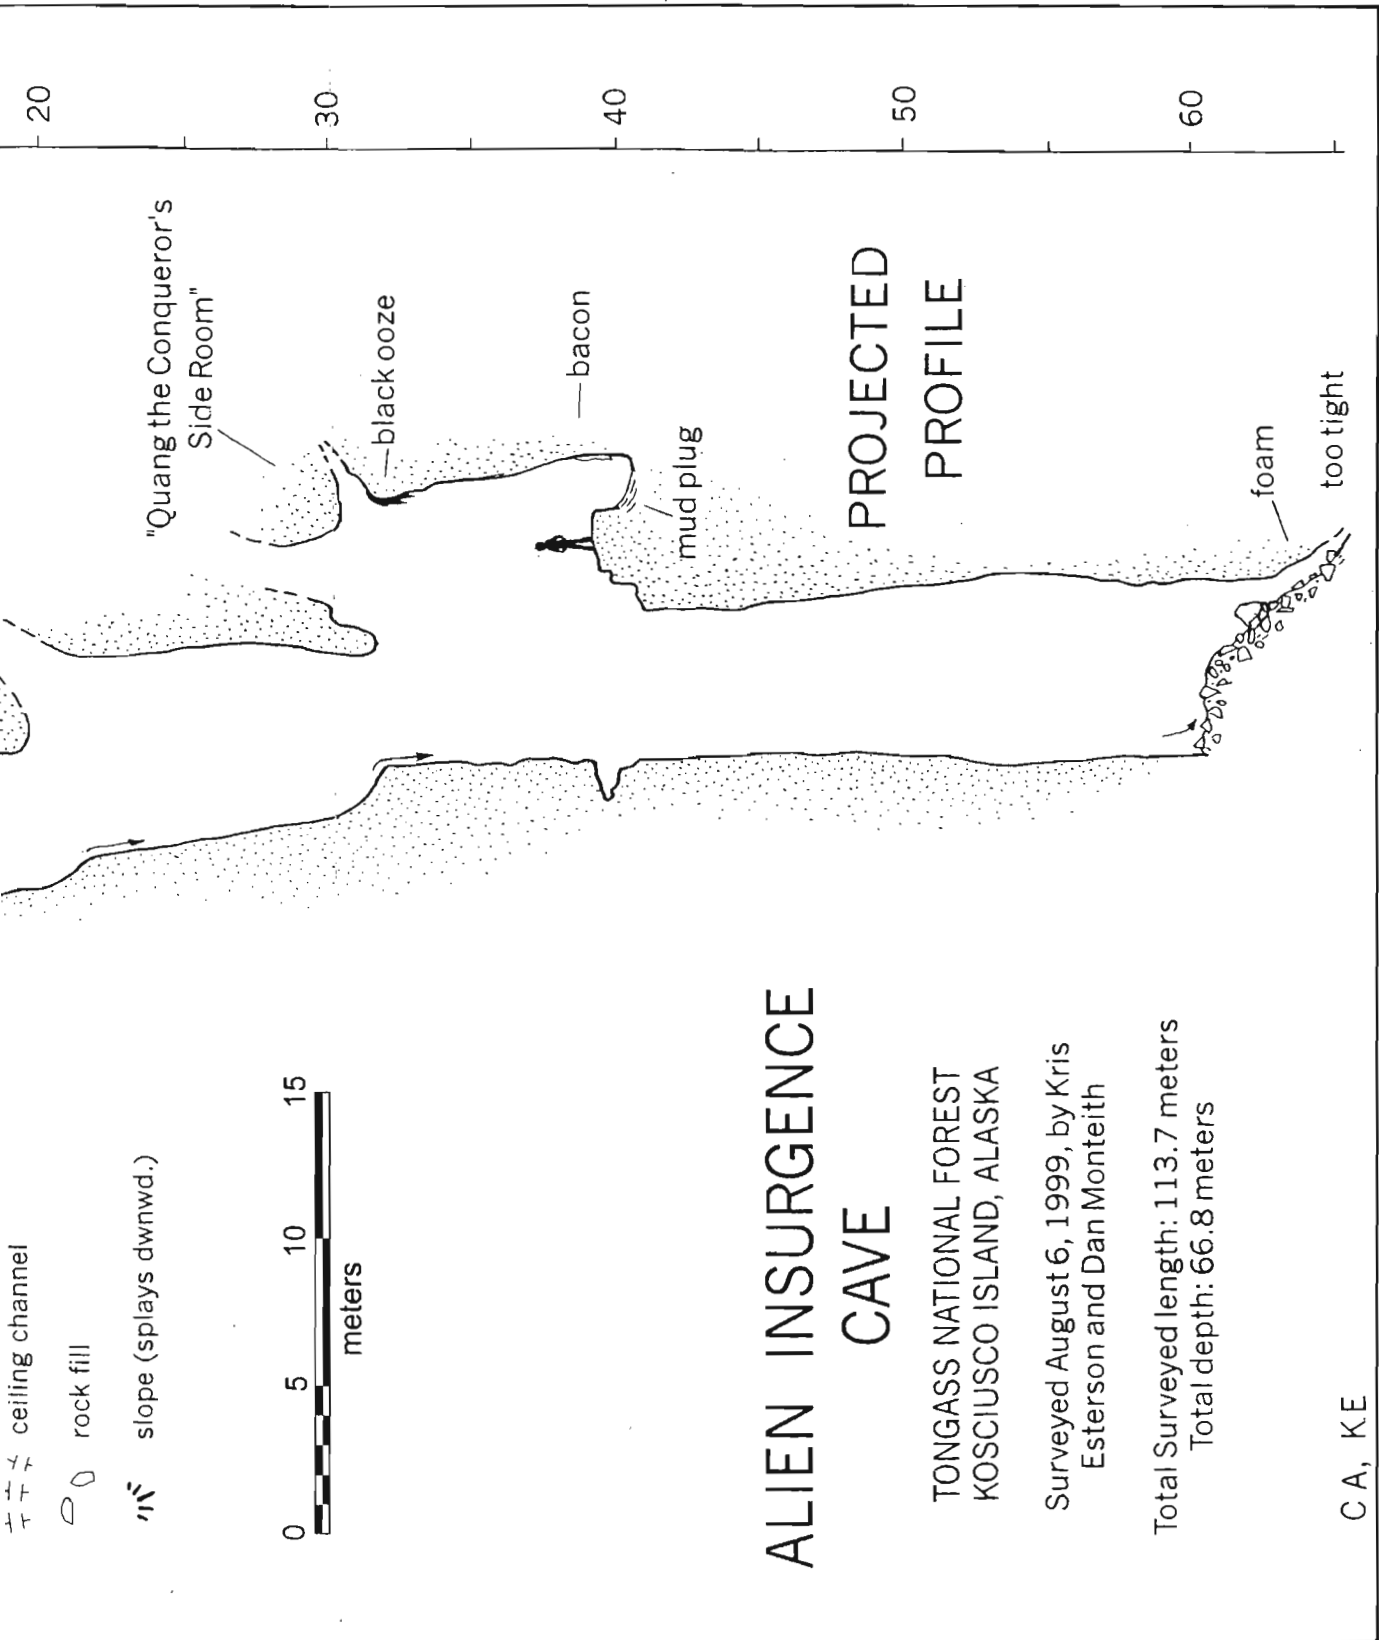 ceiling channel
rock fill
slope (splays dwnwd.)
0 5 10 15
meters
ALIEN INSURGENCE
CAVE
TONGASS NATIONAL FOREST
KOSCIUSCO ISLAND, ALASKA
Surveyed August 6, 1999, by Kris
Esterson and Dan Monteith
Total Surveyed length: 113.7 meters
Total depth: 66.8 meters
CA, KE
"Quang the Conqueror's
Side Room"
black ooze
bacon
mud plug
PROJECTED
PROFILE
foam
too tight
20
30
40
50
60